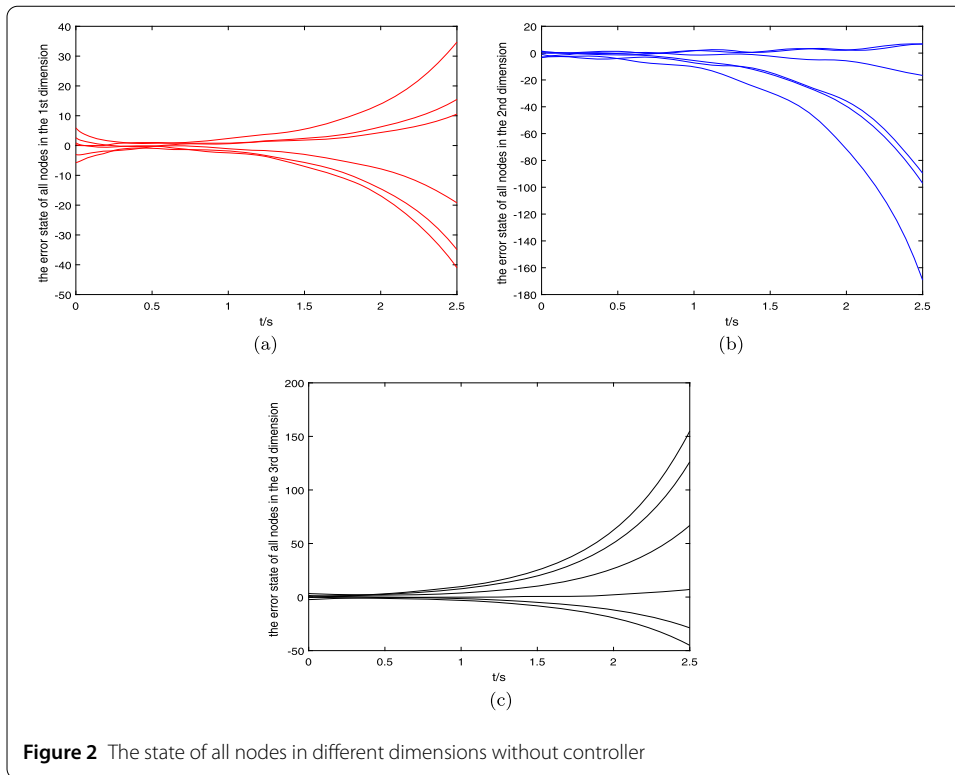 the error state of all nodes in the 1st dimension
40
30
20
10
0
-10
-20
-30
-40
-50
0 0.5 1 1.5 2 2.5
t/s
(a)
the error state of all nodes in the 2nd dimension
20
0
-20
-40
-60
-80
-100
-120
-140
-160
-180
0 0.5 1 1.5 2 2.5
t/s
(b)
the error state of all nodes in the 3rd dimension
200
150
100
50
0
-50
0 0.5 1 1.5 2 2.5
t/s
(c)
Figure 2 The state of all nodes in different dimensions without controller